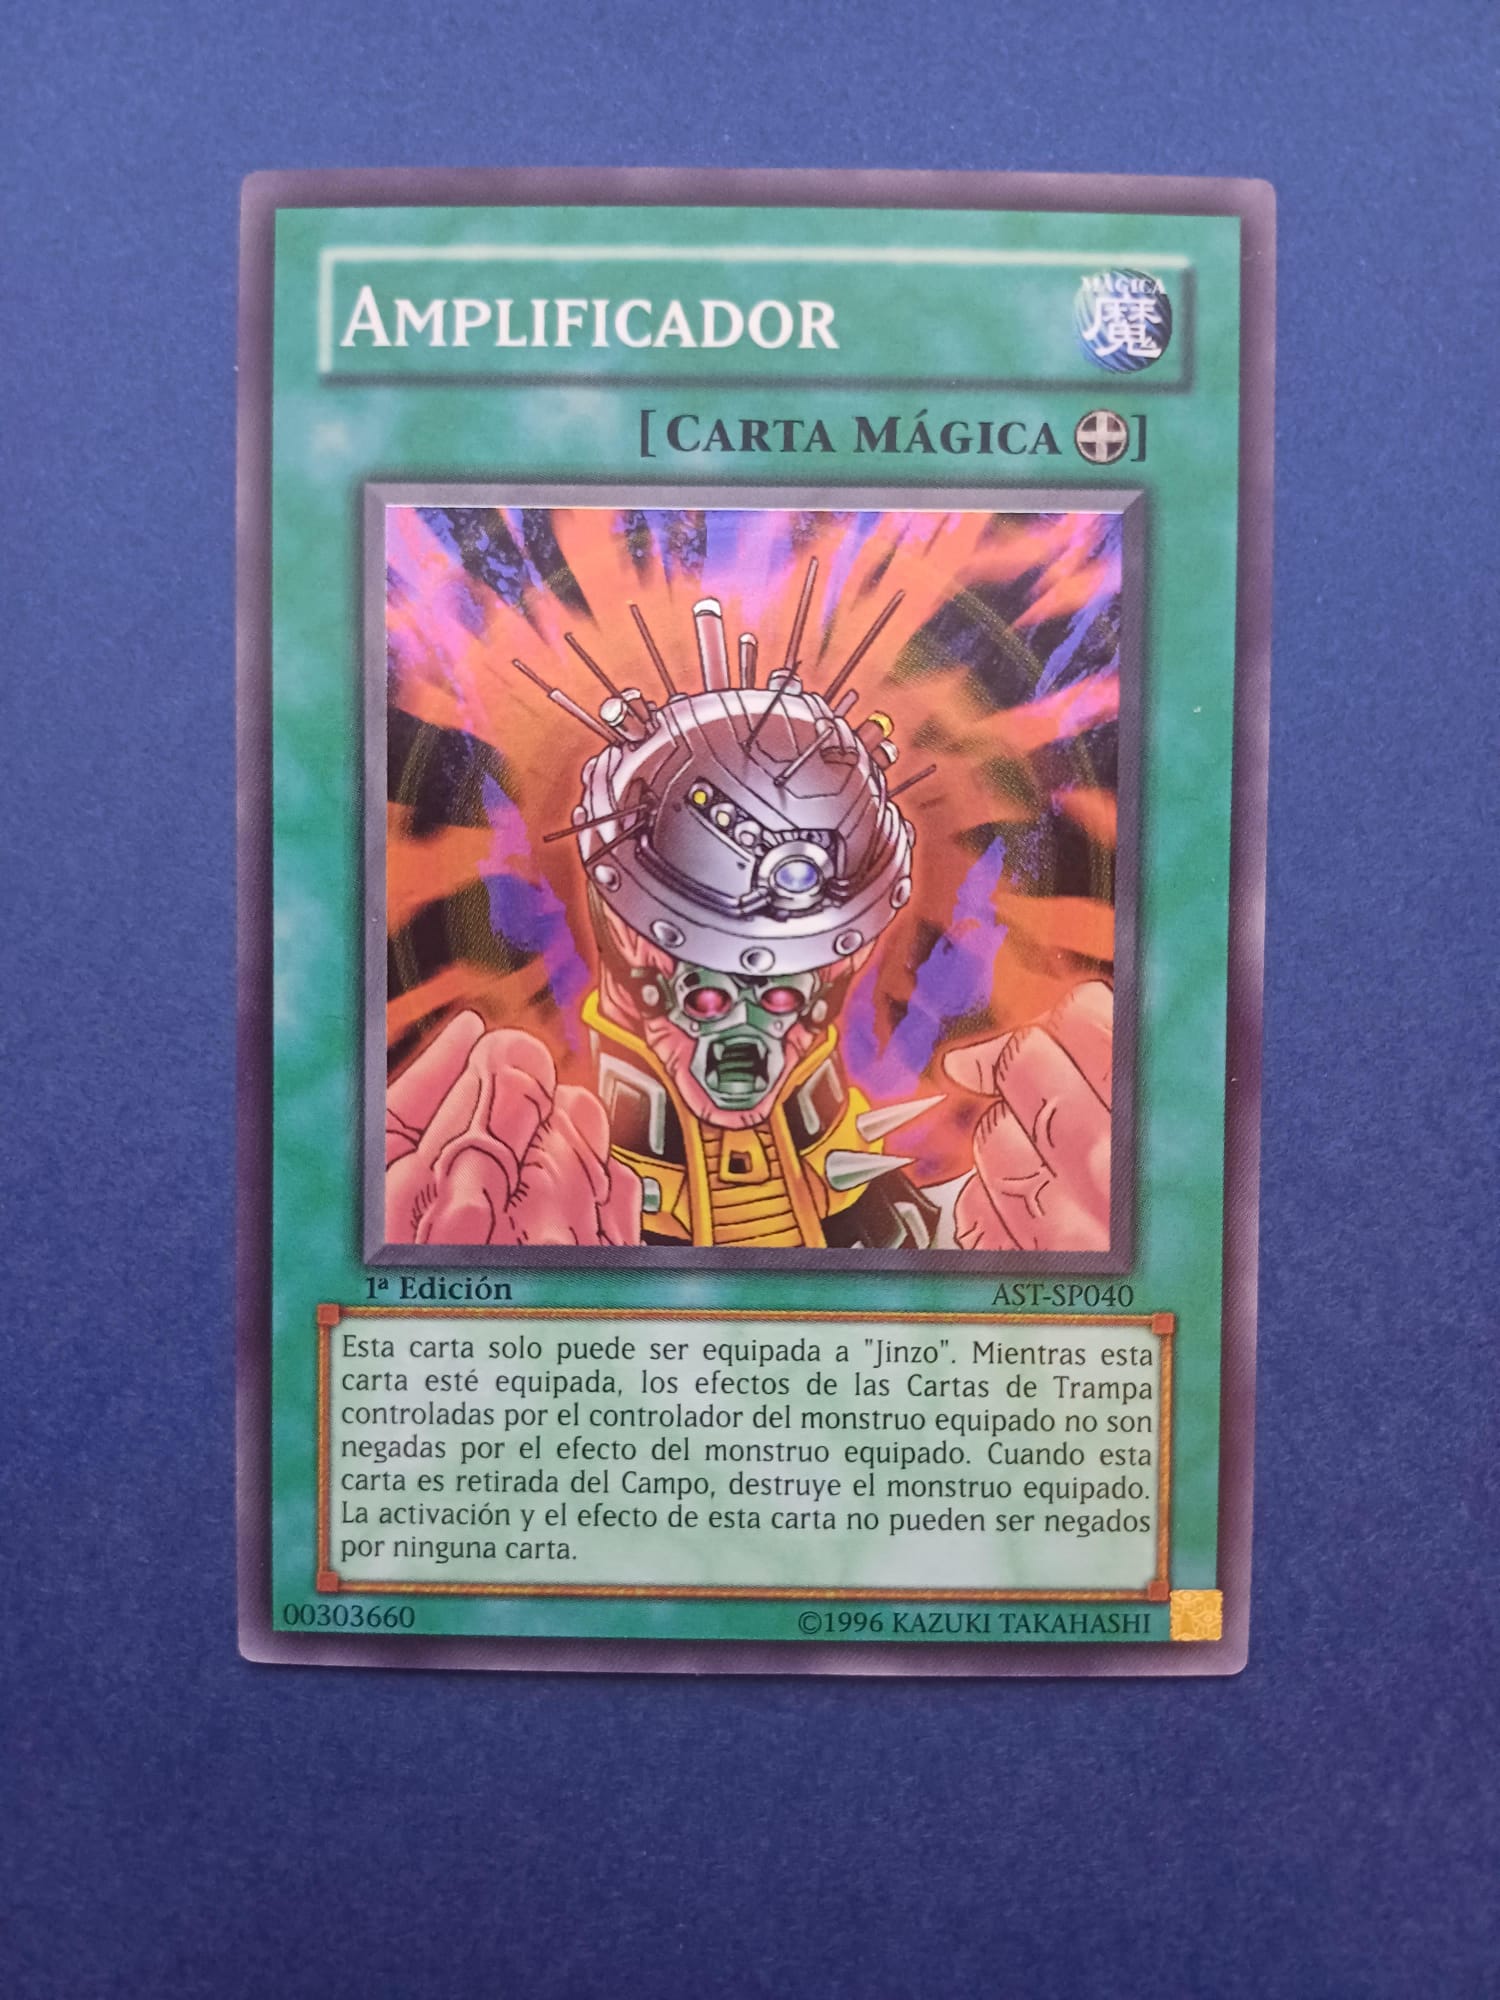 AMPLIFICADOR
MÁGICA
魔
[CARTA MÁGICA]
1ª Edición
AST-SP040
Esta carta solo puede ser equipada a "Jinzo". Mientras esta
carta esté equipada, los efectos de las Cartas de Trampa
controladas por el controlador del monstruo equipado no son
negadas por el efecto del monstruo equipado. Cuando esta
carta es retirada del Campo, destruye el monstruo equipado.
La activación y el efecto de esta carta no pueden ser negados
por ninguna carta.
00303660
©1996 KAZUKI TAKAHASHI